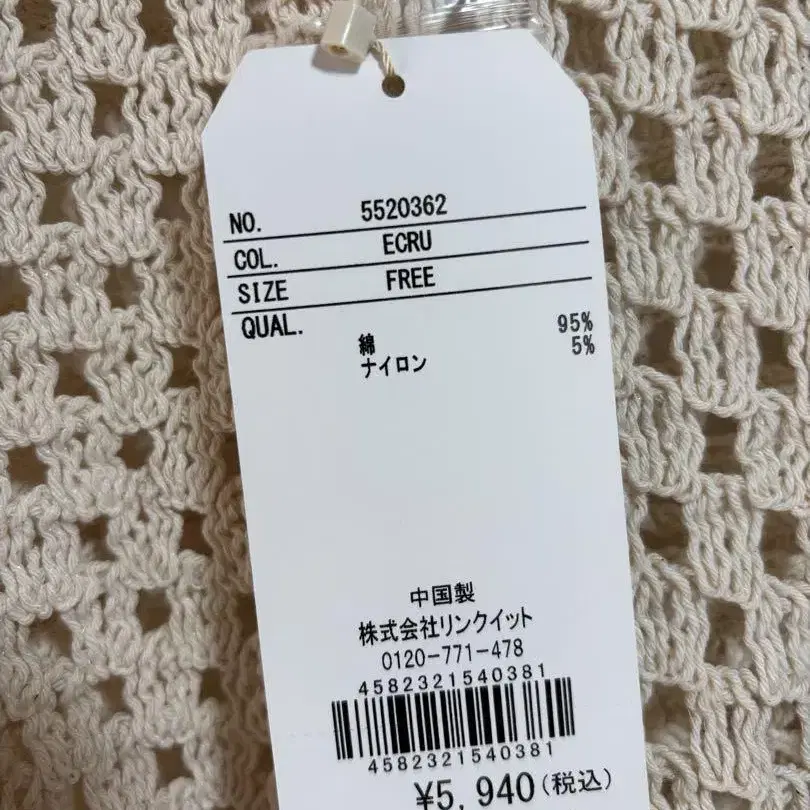 NO. 5520362
COL. ECRU
SIZE FREE
QUAL.
綿 95%
ナイロン 5%
中国製
株式会社リンクイット
0120-771-478
4582321540381
4582321540381
¥5,940(税込)